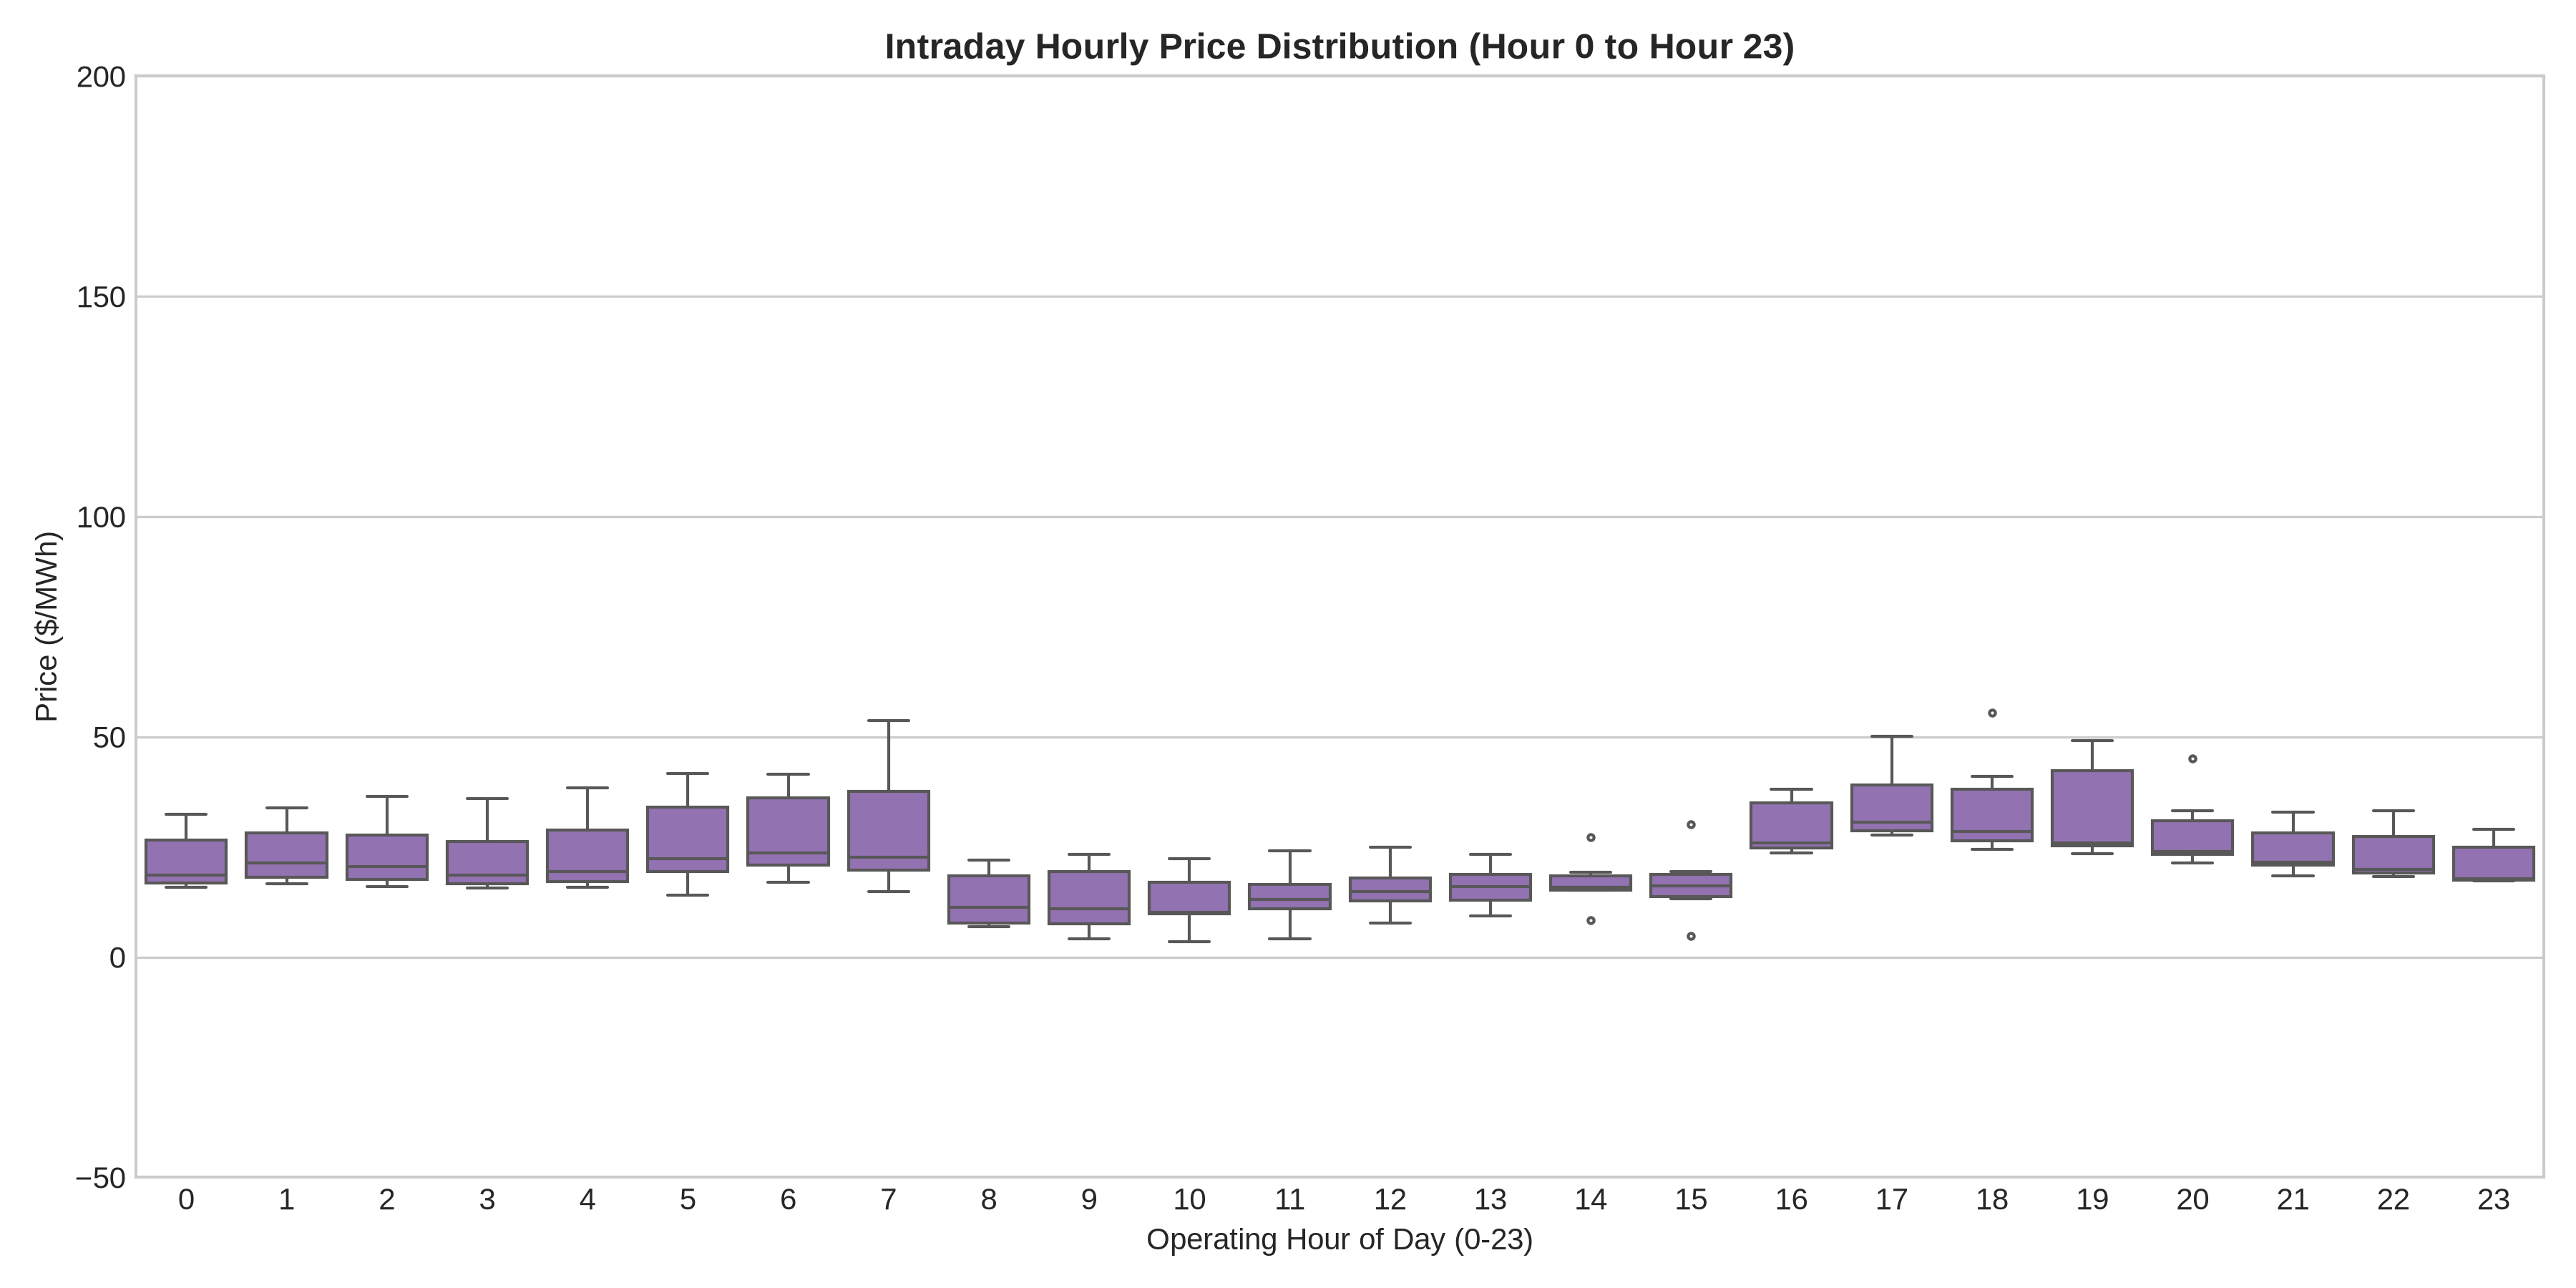 Intraday Hourly Price Distribution (Hour 0 to Hour 23)
200
150
100
50
0
−50
Price ($/MWh)
0 1 2 3 4 5 6 7 8 9 10 11 12 13 14 15 16 17 18 19 20 21 22 23
Operating Hour of Day (0-23)